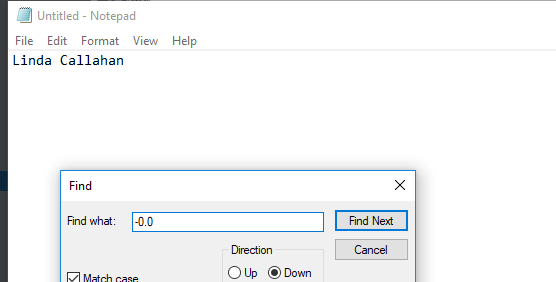 Untitled - Notepad
File Edit Format View Help
Linda Callahan
Find
Find what: -0.0 Find Next
Cancel
Direction
Match case Up Down